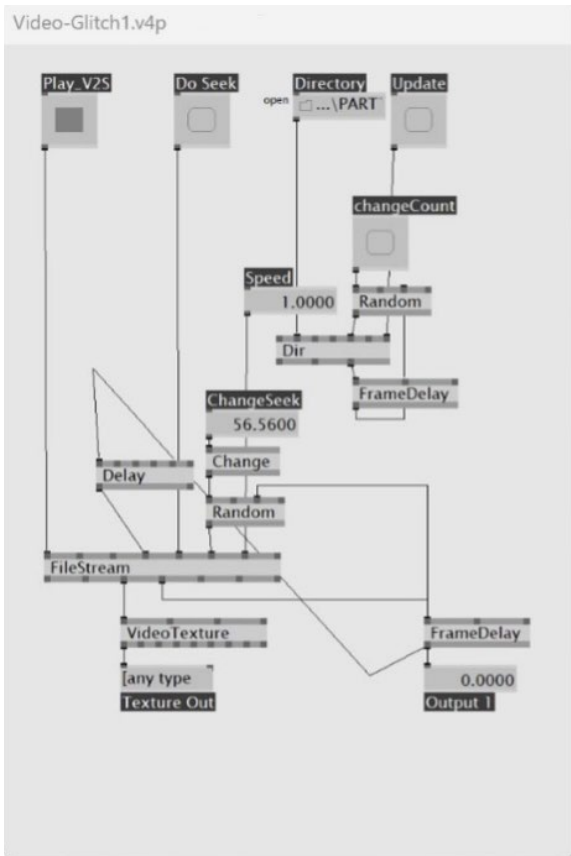 Video-Glitch1.v4p
Play_V2S
Do Seek
Directory
Update
open
...\PART
changeCount
Speed
1.0000
Random
Dir
FrameDelay
ChangeSeek
56.5600
Change
Delay
Random
FileStream
VideoTexture
FrameDelay
[any type
0.0000
Texture Out
Output 1